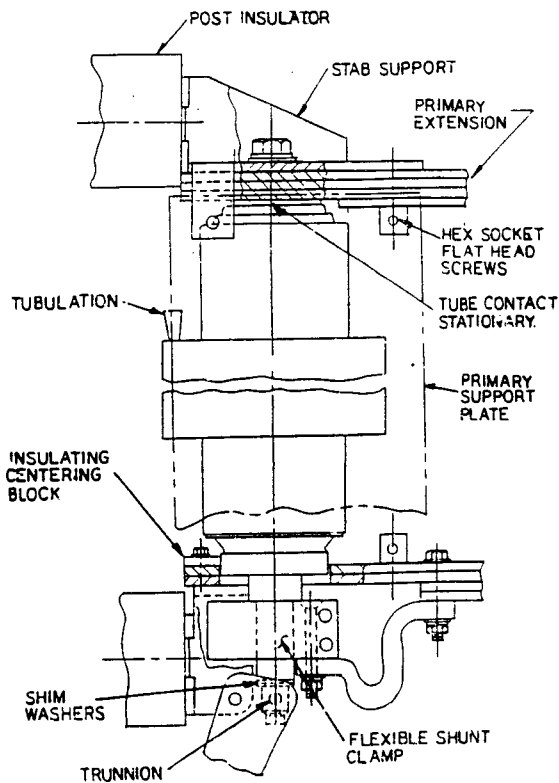 POST INSULATOR
STAB SUPPORT
PRIMARY
EXTENSION
HEX SOCKET
FLAT HEAD
SCREWS
TUBE CONTACT
STATIONARY.
TUBULATION
PRIMARY
SUPPORT
PLATE
INSULATING
CENTERING
BLOCK
SHIM
WASHERS
FLEXIBLE SHUNT
CLAMP
TRUNNION